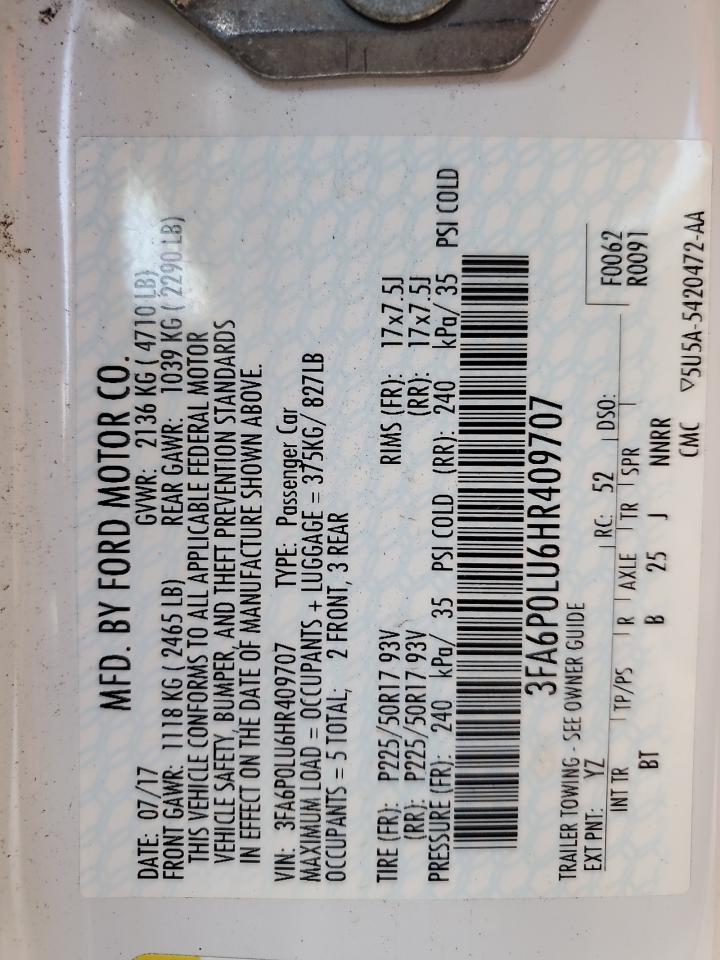 MFD. BY FORD MOTOR CO.
DATE: 07/17 GVWR: 2136 KG ( 4710 LB)
FRONT GAWR: 1118 KG ( 2465 LB) REAR GAWR: 1039 KG ( 2290 LB)
THIS VEHICLE CONFORMS TO ALL APPLICABLE FEDERAL MOTOR
VEHICLE SAFETY, BUMPER, AND THEFT PREVENTION STANDARDS
IN EFFECT ON THE DATE OF MANUFACTURE SHOWN ABOVE.
VIN: 3FA6P0LU6HR409707 TYPE: Passenger Car
MAXIMUM LOAD = OCCUPANTS + LUGGAGE = 375KG/ 827LB
OCCUPANTS = 5 TOTAL; 2 FRONT, 3 REAR
TIRE (FR): P225/50R17 93V RIMS (FR): 17x7.5J
(RR): P225/50R17 93V (RR): 17x7.5J
PRESSURE (FR): 240 kPa/ 35 PSI COLD (RR): 240 kPa/ 35 PSI COLD
3FA6P0LU6HR409707
TRAILER TOWING - SEE OWNER GUIDE F0062
EXT PNT: YZ RC: 52 DSO: R0091
INT TR TP/PS R AXLE TR SPR
BT B 25 J NNRR
CMC ▽5U5A-5420472-AA